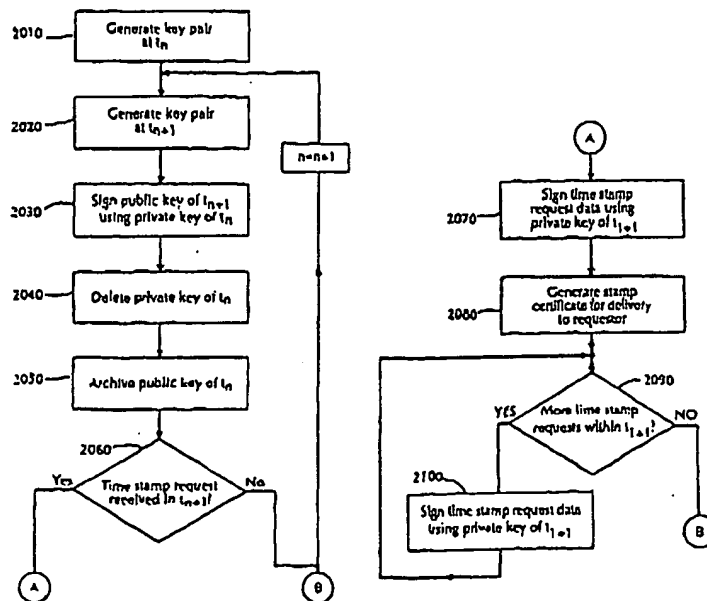 2010
Generate key pair
at tn
2020
Generate key pair
at tn+1
n=n+1
2030
Sign public key of tn+1
using private key of tn
2040
Delete private key of tn
2050
Archive public key of tn
2060
Yes
Time stamp request
received in tn+1?
No
A
B
A
2070
Sign time stamp
request data using
private key of t1+1
2080
Generate stamp
certificate for delivery
to requestor
2090
YES
More time stamp
requests within t1+1?
NO
2100
Sign time stamp request data
using private key of t1+1
B